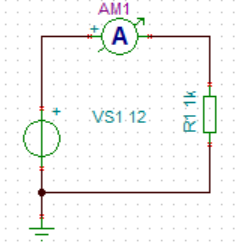 AM1
+
A
+
VS1 12
R1 1k